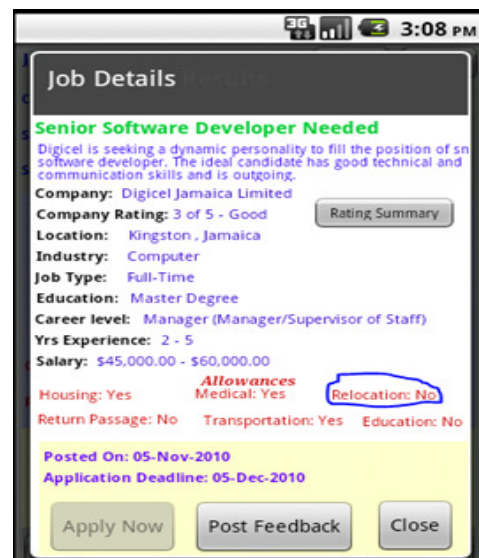 3G 3:08 PM
Job Details
Senior Software Developer Needed
Digicel is seeking a dynamic personality to fill the position of sn
software developer. The ideal candidate has good technical and
communication skills and is outgoing.
Company: Digicel Jamaica Limited
Company Rating: 3 of 5 - Good Rating Summary
Location: Kingston , Jamaica
Industry: Computer
Job Type: Full-Time
Education: Master Degree
Career level: Manager (Manager/Supervisor of Staff)
Yrs Experience: 2 - 5
Salary: $45,000.00 - $60,000.00
Allowances
Housing: Yes Medical: Yes Relocation: No
Return Passage: No Transportation: Yes Education: No
Posted On: 05-Nov-2010
Application Deadline: 05-Dec-2010
Apply Now Post Feedback Close